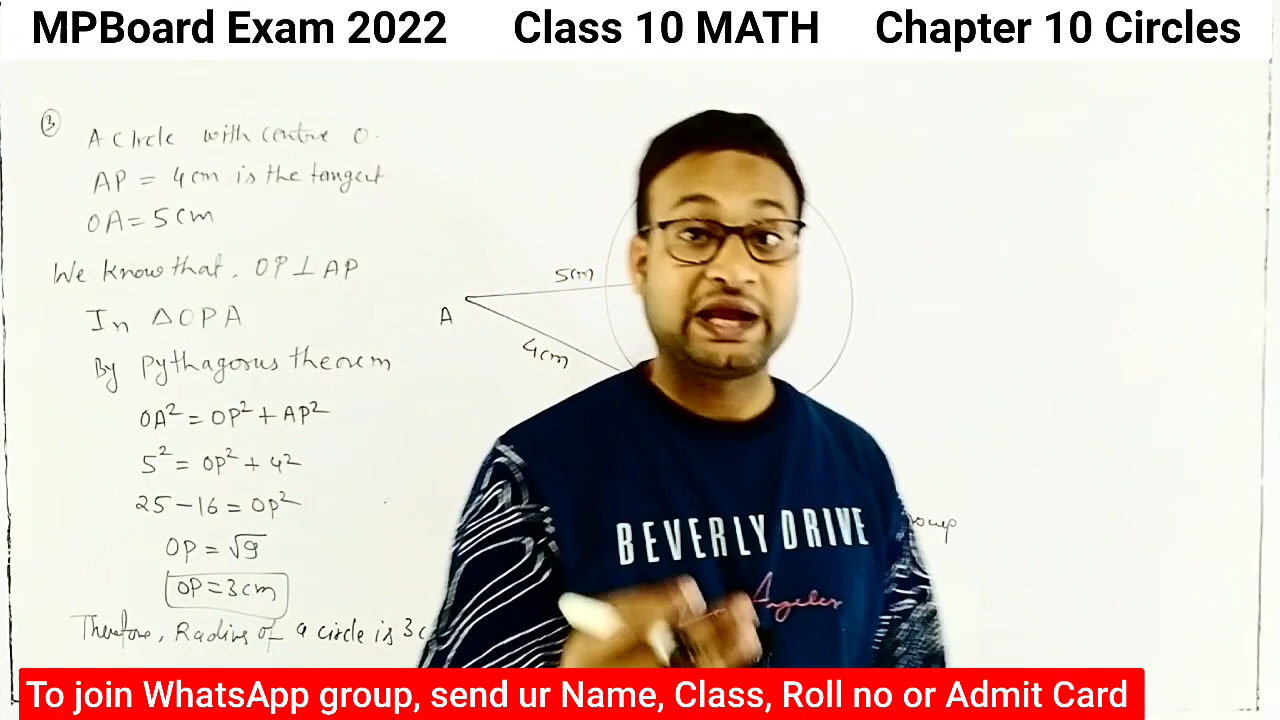 MPBoard Exam 2022 Class 10 MATH Chapter 10 Circles
③
A Circle with centre O.
AP = 4cm is the tangent
OA = 5cm
We know that, OP ⊥ AP
In △OPA
By Pythagorus theorem
OA² = OP² + AP²
5² = OP² + 4²
25 - 16 = OP²
OP = √9
OP = 3cm
Therefore, Radius of a circle is 3 c
5cm
A
4cm
BEVERLY DRIVE
Angeles
To join WhatsApp group, send ur Name, Class, Roll no or Admit Card